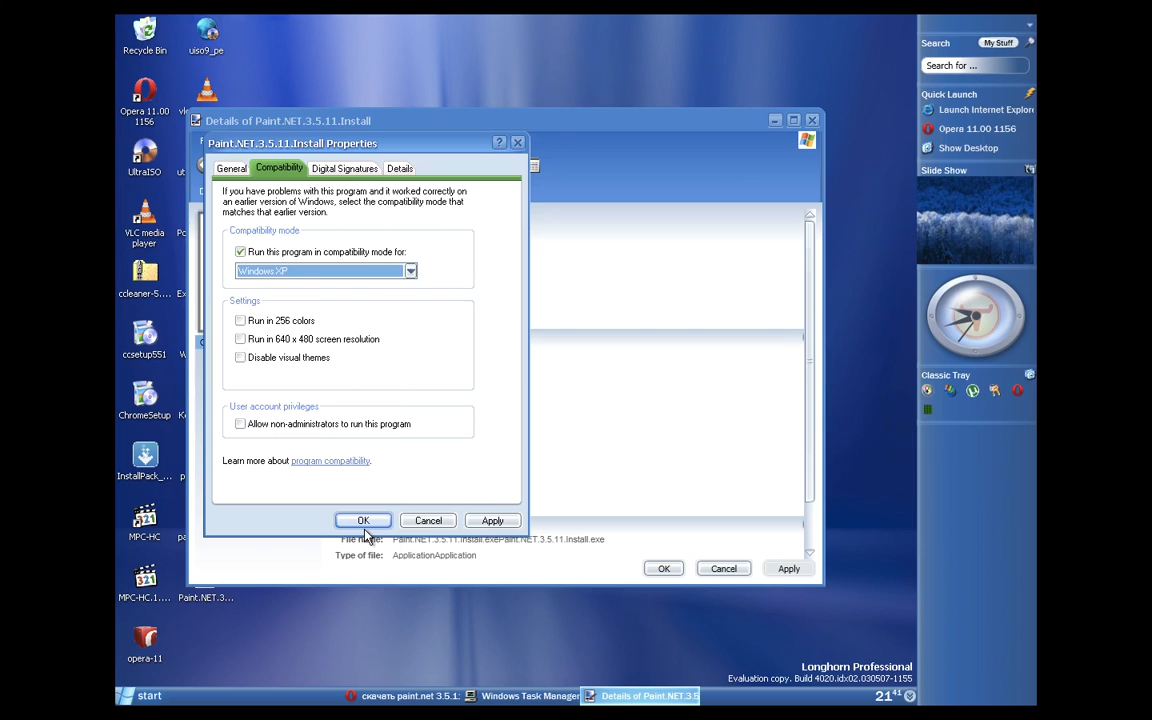 Recycle Bin
uiso9_pe
Opera 11.00
1156
UltraISO
VLC media
player
ccleaner-5....
ccsetup551
ChromeSetup
InstallPack_...
MPC-HC
MPC-HC.1....
Paint.NET.3...
opera-11
Details of Paint.NET.3.5.11.Install
Paint.NET.3.5.11.Install Properties
General
Compatibility
Digital Signatures
Details
If you have problems with this program and it worked correctly on
an earlier version of Windows, select the compatibility mode that
matches that earlier version.
Compatibility mode
Run this program in compatibility mode for:
Windows XP
Settings
Run in 256 colors
Run in 640 x 480 screen resolution
Disable visual themes
User account privileges
Allow non-administrators to run this program
Learn more about program compatibility.
OK
Cancel
Apply
Paint.NET.3.5.11.Install.exePaint.NET.3.5.11.Install.exe
Type of file:
ApplicationApplication
OK
Cancel
Apply
Search
My Stuff
Search for ...
Quick Launch
Launch Internet Explore
Opera 11.00 1156
Show Desktop
Slide Show
Classic Tray
Longhorn Professional
Evaluation copy. Build 4020.idx02.030507-1155
start
скачать paint.net 3.5.1:
Windows Task Manager
Details of Paint.NET.3.5
21 41